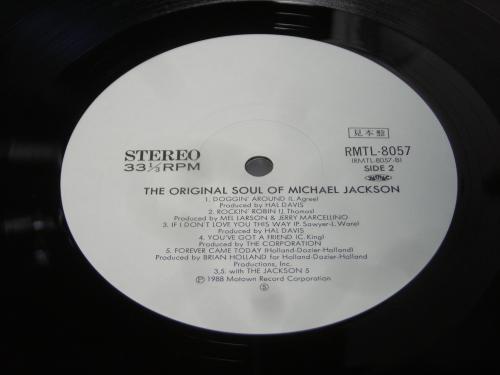 STEREO
33 1/3 RPM
見本盤
RMTL-8057
(RMTL-8057-B)
SIDE 2
THE ORIGINAL SOUL OF MICHAEL JACKSON
1. DOGGIN' AROUND (L.Agree)
Produced by HAL DAVIS
2. ROCKIN' ROBIN (J.Thomas)
Produced by MEL LARSON & JERRY MARCELLINO
3. IF I DON'T LOVE YOU THIS WAY (P. Sawyer-L.Ware)
Produced by HAL DAVIS
4. YOU'VE GOT A FRIEND (C.King)
Produced by THE CORPORATION
5. FOREVER CAME TODAY (Holland-Dozier-Holland)
Produced by BRIAN HOLLAND for Holland-Dozier-Holland
Productions, Inc.
3,5. with THE JACKSON 5
Ⓟ 1988 Motown Record Corporation
Ⓢ